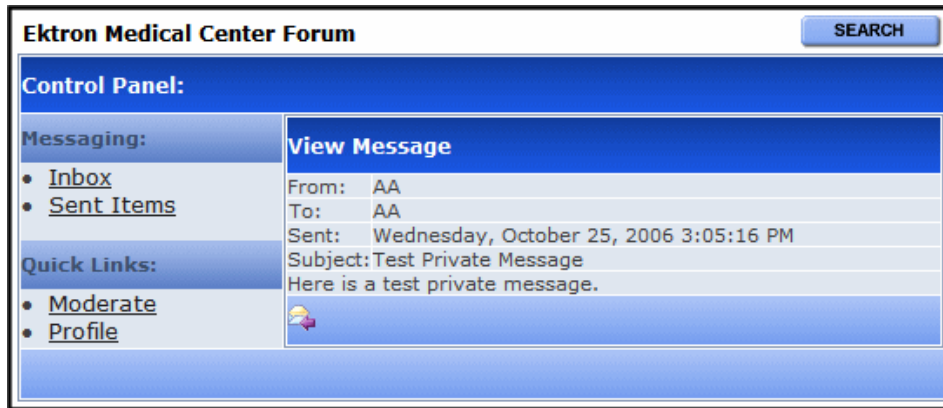 Ektron Medical Center Forum
SEARCH
Control Panel:
Messaging:
Inbox
Sent Items
Quick Links:
Moderate
Profile
View Message
From: AA
To: AA
Sent: Wednesday, October 25, 2006 3:05:16 PM
Subject: Test Private Message
Here is a test private message.